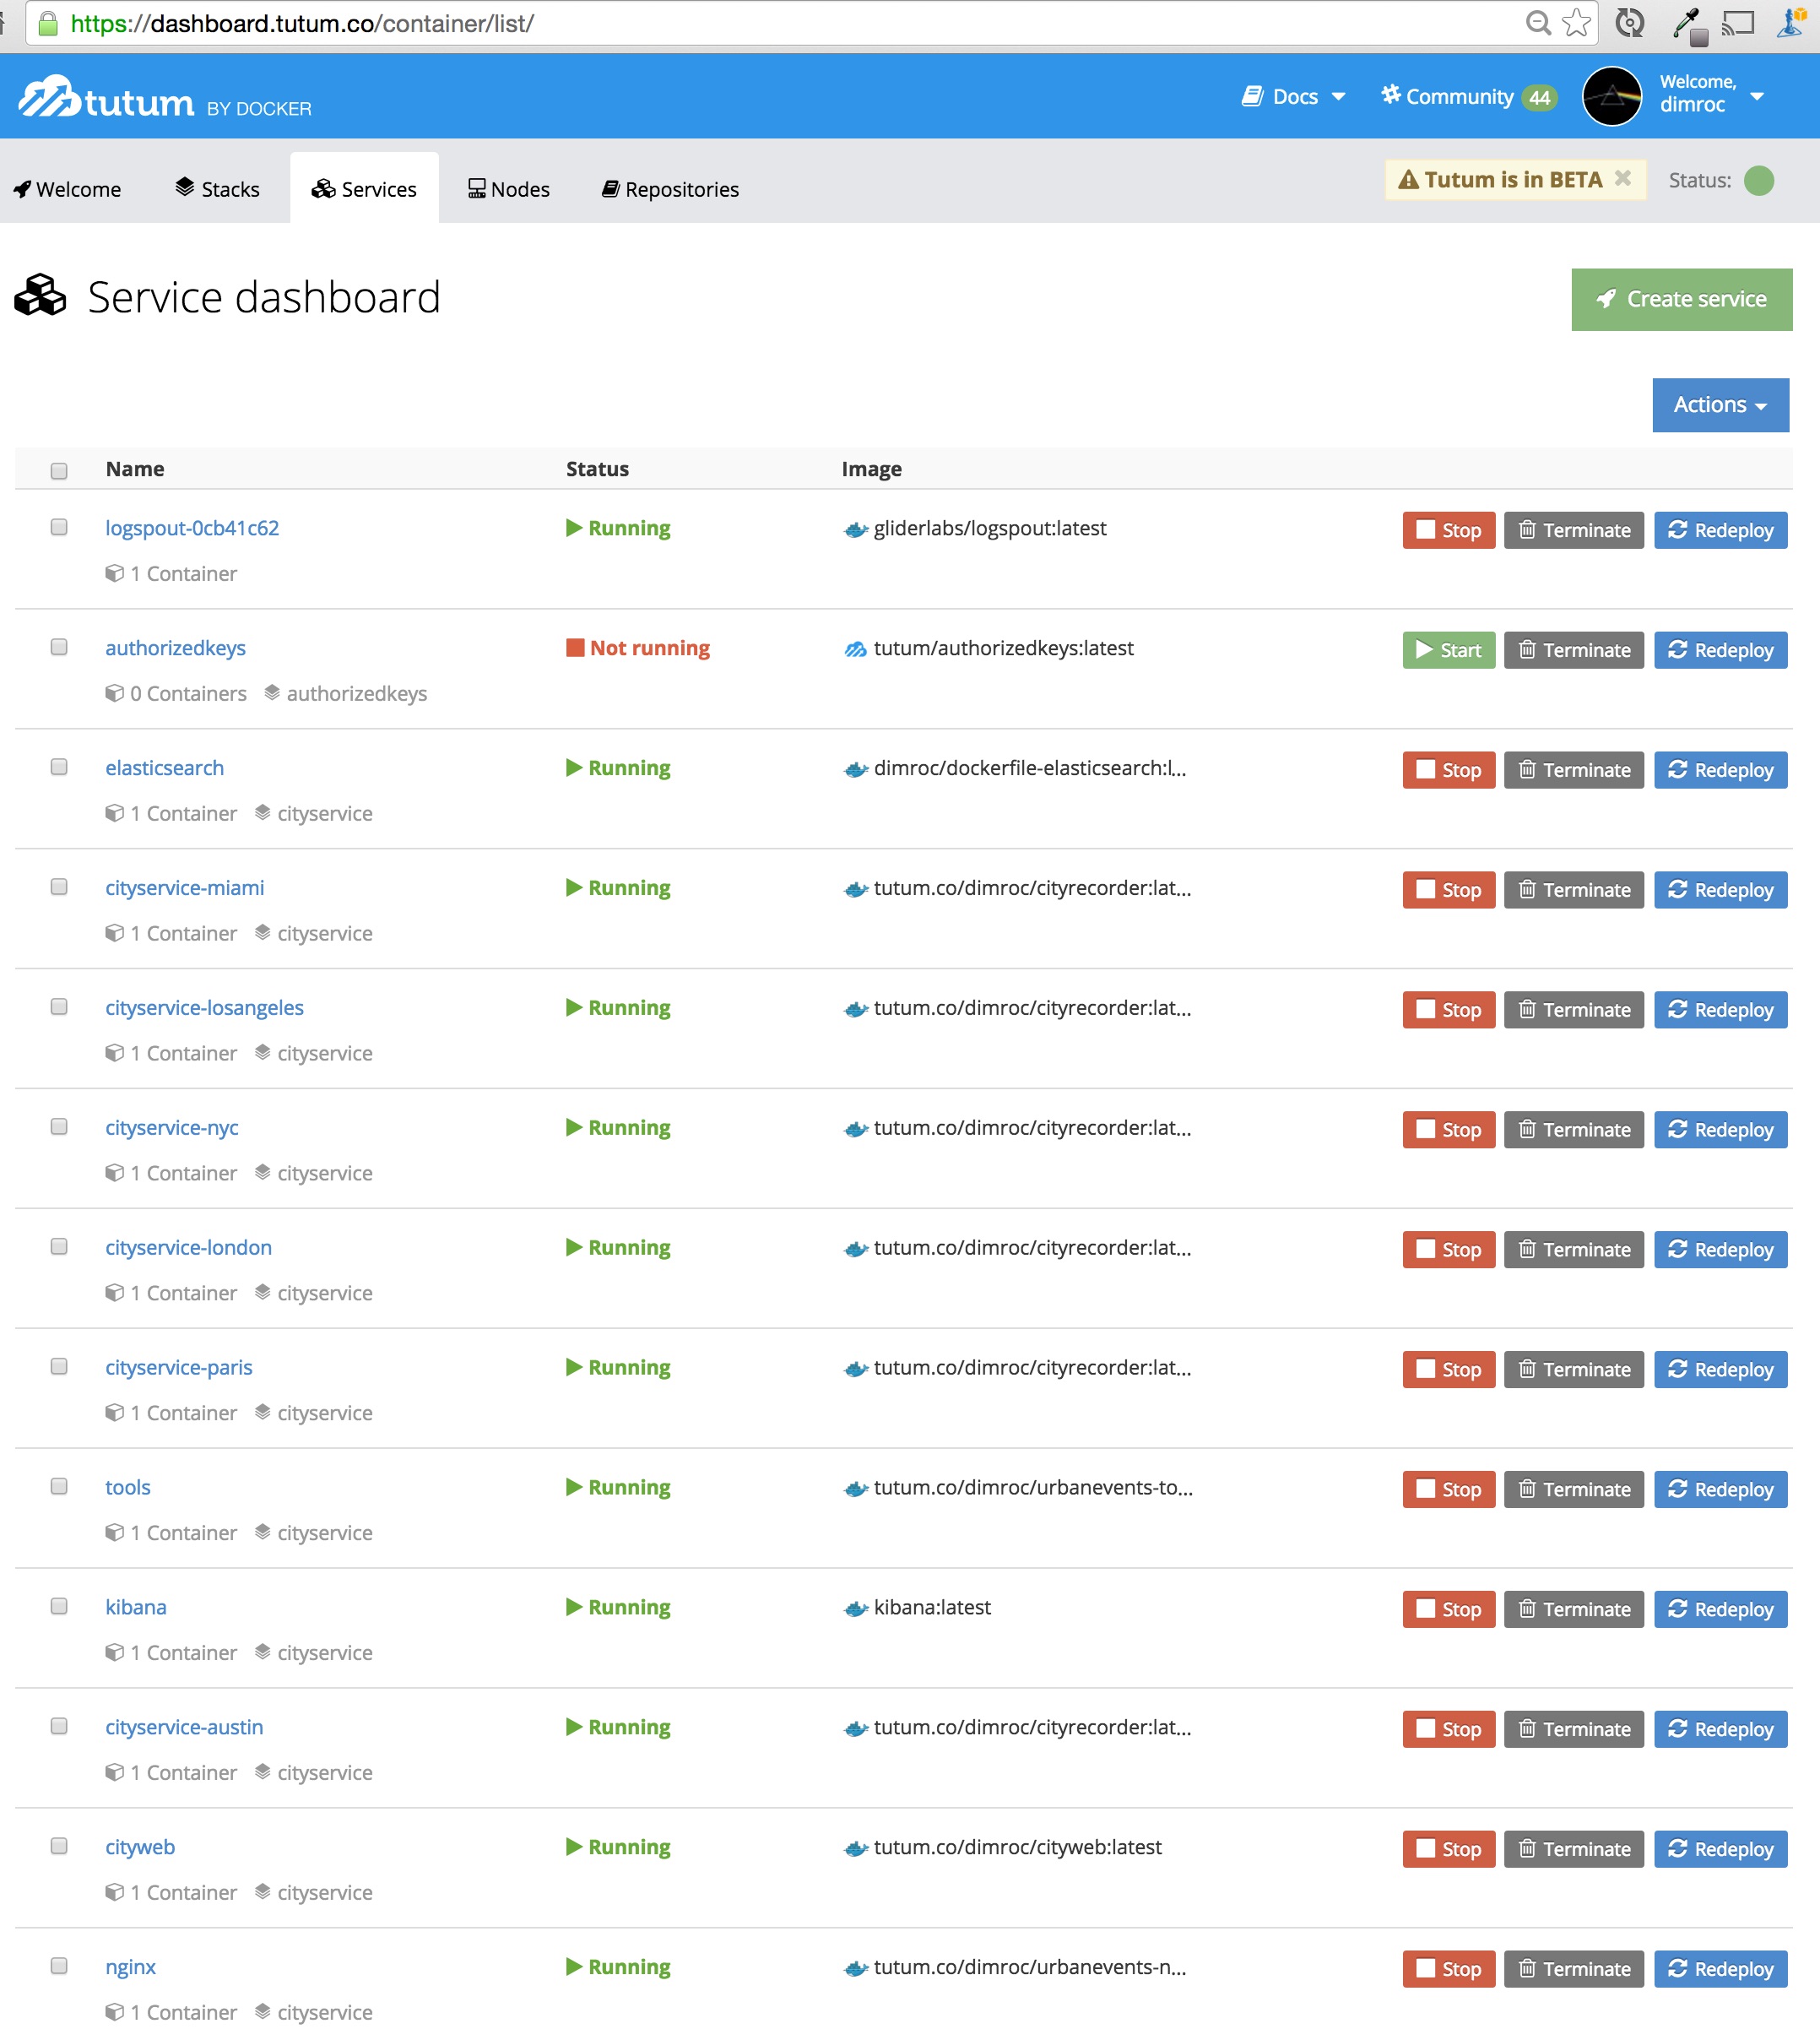 https://dashboard.tutum.co/container/list/
tutum BY DOCKER
Docs
Community 44
Welcome,
dimroc
Welcome
Stacks
Services
Nodes
Repositories
Tutum is in BETA
Status:
Service dashboard
Create service
Actions
Name Status Image
logspout-0cb41c62 Running gliderlabs/logspout:latest Stop Terminate Redeploy
1 Container
authorizedkeys Not running tutum/authorizedkeys:latest Start Terminate Redeploy
0 Containers authorizedkeys
elasticsearch Running dimroc/dockerfile-elasticsearch:l... Stop Terminate Redeploy
1 Container cityservice
cityservice-miami Running tutum.co/dimroc/cityrecorder:lat... Stop Terminate Redeploy
1 Container cityservice
cityservice-losangeles Running tutum.co/dimroc/cityrecorder:lat... Stop Terminate Redeploy
1 Container cityservice
cityservice-nyc Running tutum.co/dimroc/cityrecorder:lat... Stop Terminate Redeploy
1 Container cityservice
cityservice-london Running tutum.co/dimroc/cityrecorder:lat... Stop Terminate Redeploy
1 Container cityservice
cityservice-paris Running tutum.co/dimroc/cityrecorder:lat... Stop Terminate Redeploy
1 Container cityservice
tools Running tutum.co/dimroc/urbanevents-to... Stop Terminate Redeploy
1 Container cityservice
kibana Running kibana:latest Stop Terminate Redeploy
1 Container cityservice
cityservice-austin Running tutum.co/dimroc/cityrecorder:lat... Stop Terminate Redeploy
1 Container cityservice
cityweb Running tutum.co/dimroc/cityweb:latest Stop Terminate Redeploy
1 Container cityservice
nginx Running tutum.co/dimroc/urbanevents-n... Stop Terminate Redeploy
1 Container cityservice